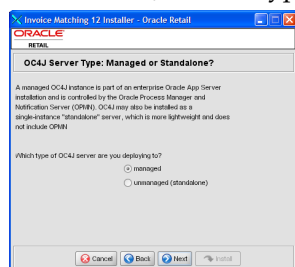 Typ
Invoice Matching 12 Installer - Oracle Retail
ORACLE
RETAIL
OC4J Server Type: Managed or Standalone?
A managed OC4J instance is part of an enterprise Oracle App Server
installation and is controlled by the Oracle Process Manager and
Notification Server (OPMN). OC4J may also be installed as a
single-instance "standalone" server, which is more lightweight and does
not include OPMN
Which type of OC4J server are you deploying to?
managed
unmanaged (standalone)
Cancel Back Next Install